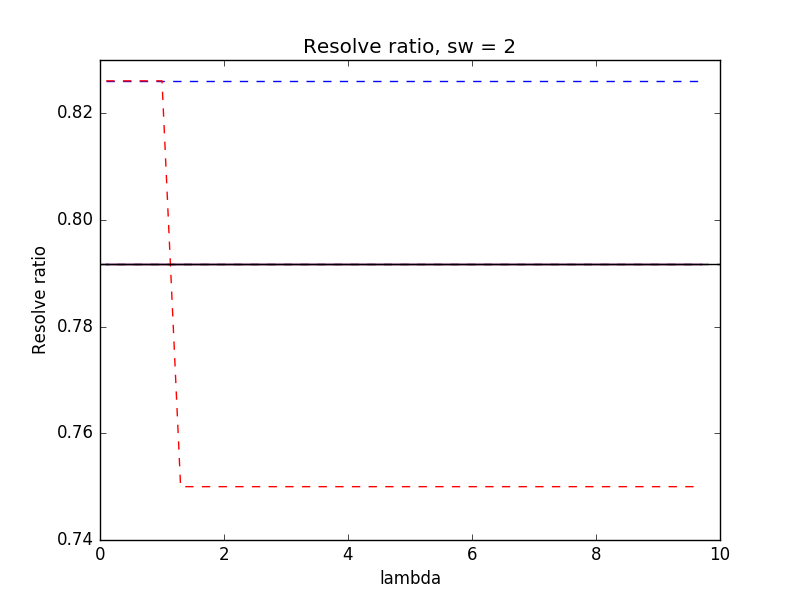 Resolve ratio, sw = 2
Resolve ratio
0.82
0.80
0.78
0.76
0.74
0 2 4 6 8 10
lambda